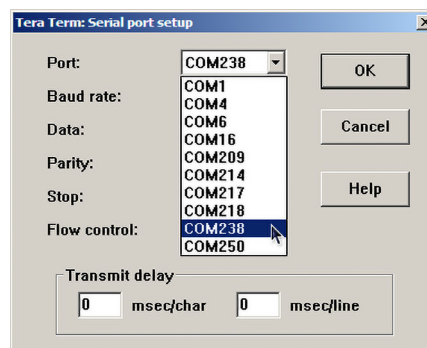 Tera Term: Serial port setup
Port:
COM238
OK
Baud rate:
COM1
COM4
COM6
COM16
COM209
COM214
COM217
COM218
COM238
COM250
Data:
Cancel
Parity:
Stop:
Help
Flow control:
Transmit delay
0 msec/char 0 msec/line